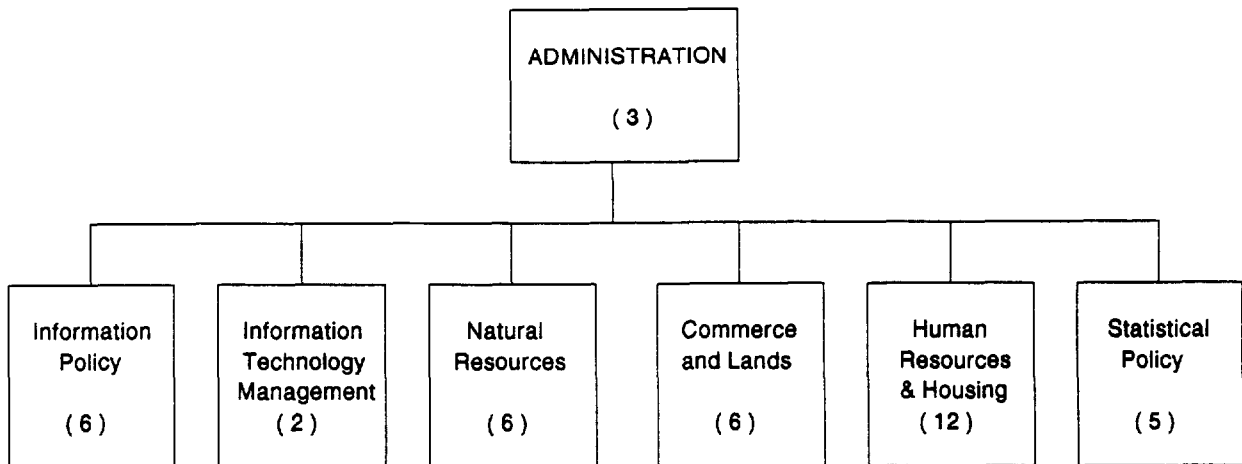 ADMINISTRATION
( 3 )
Information
Policy
( 6 )
Information
Technology
Management
( 2 )
Natural
Resources
( 6 )
Commerce
and Lands
( 6 )
Human
Resources
& Housing
( 12 )
Statistical
Policy
( 5 )